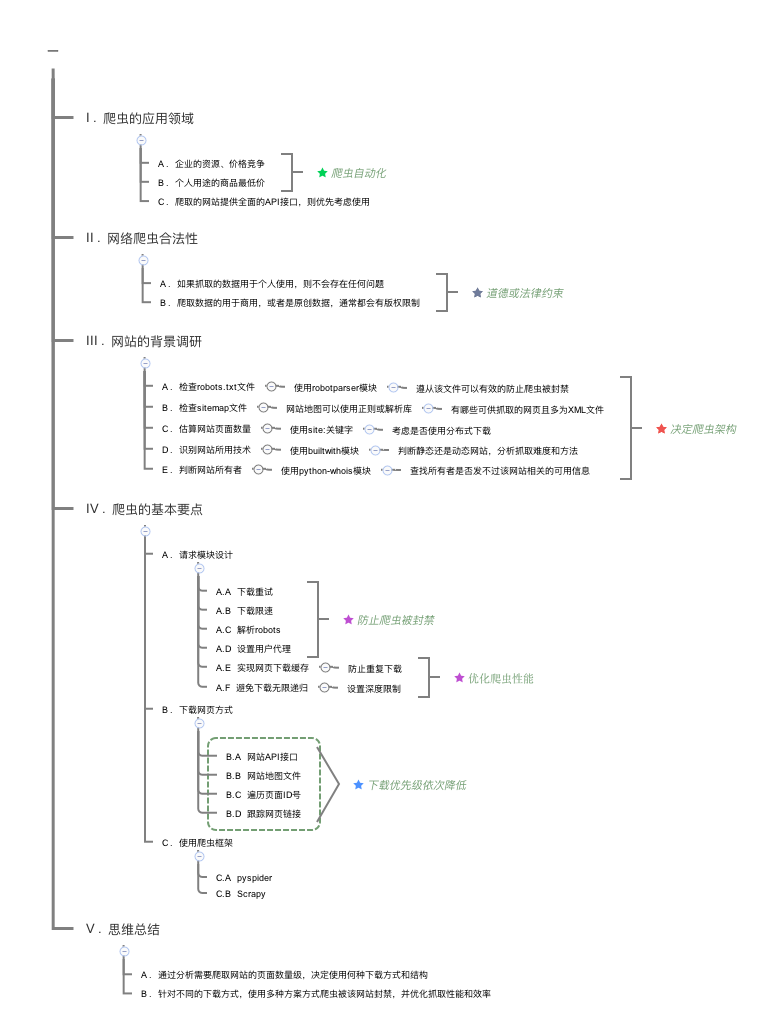 I . 爬虫的应用领域
A . 企业的资源、价格竞争
B . 个人用途的商品最低价
爬虫自动化
C . 爬取的网站提供全面的API接口，则优先考虑使用
II . 网络爬虫合法性
A . 如果抓取的数据用于个人使用，则不会存在任何问题
B . 爬取数据的用于商用，或者是原创数据，通常都会有版权限制
道德或法律约束
III . 网站的背景调研
A . 检查robots.txt文件 使用robotparser模块 遵从该文件可以有效的防止爬虫被封禁
B . 检查sitemap文件 网站地图可以使用正则或解析库 有哪些可供抓取的网页且多为XML文件
C . 估算网站页面数量 使用site:关键字 考虑是否使用分布式下载
D . 识别网站所用技术 使用builtwith模块 判断静态还是动态网站，分析抓取难度和方法
E . 判断网站所有者 使用python-whois模块 查找所有者是否发不过该网站相关的可用信息
决定爬虫架构
IV . 爬虫的基本要点
A . 请求模块设计
A.A 下载重试
A.B 下载限速
A.C 解析robots
A.D 设置用户代理
防止爬虫被封禁
A.E 实现网页下载缓存 防止重复下载
A.F 避免下载无限递归 设置深度限制
优化爬虫性能
B . 下载网页方式
B.A 网站API接口
B.B 网站地图文件
B.C 遍历页面ID号
B.D 跟踪网页链接
下载优先级依次降低
C . 使用爬虫框架
C.A pyspider
C.B Scrapy
V . 思维总结
A . 通过分析需要爬取网站的页面数量级，决定使用何种下载方式和结构
B . 针对不同的下载方式，使用多种方案方式爬虫被该网站封禁，并优化抓取性能和效率